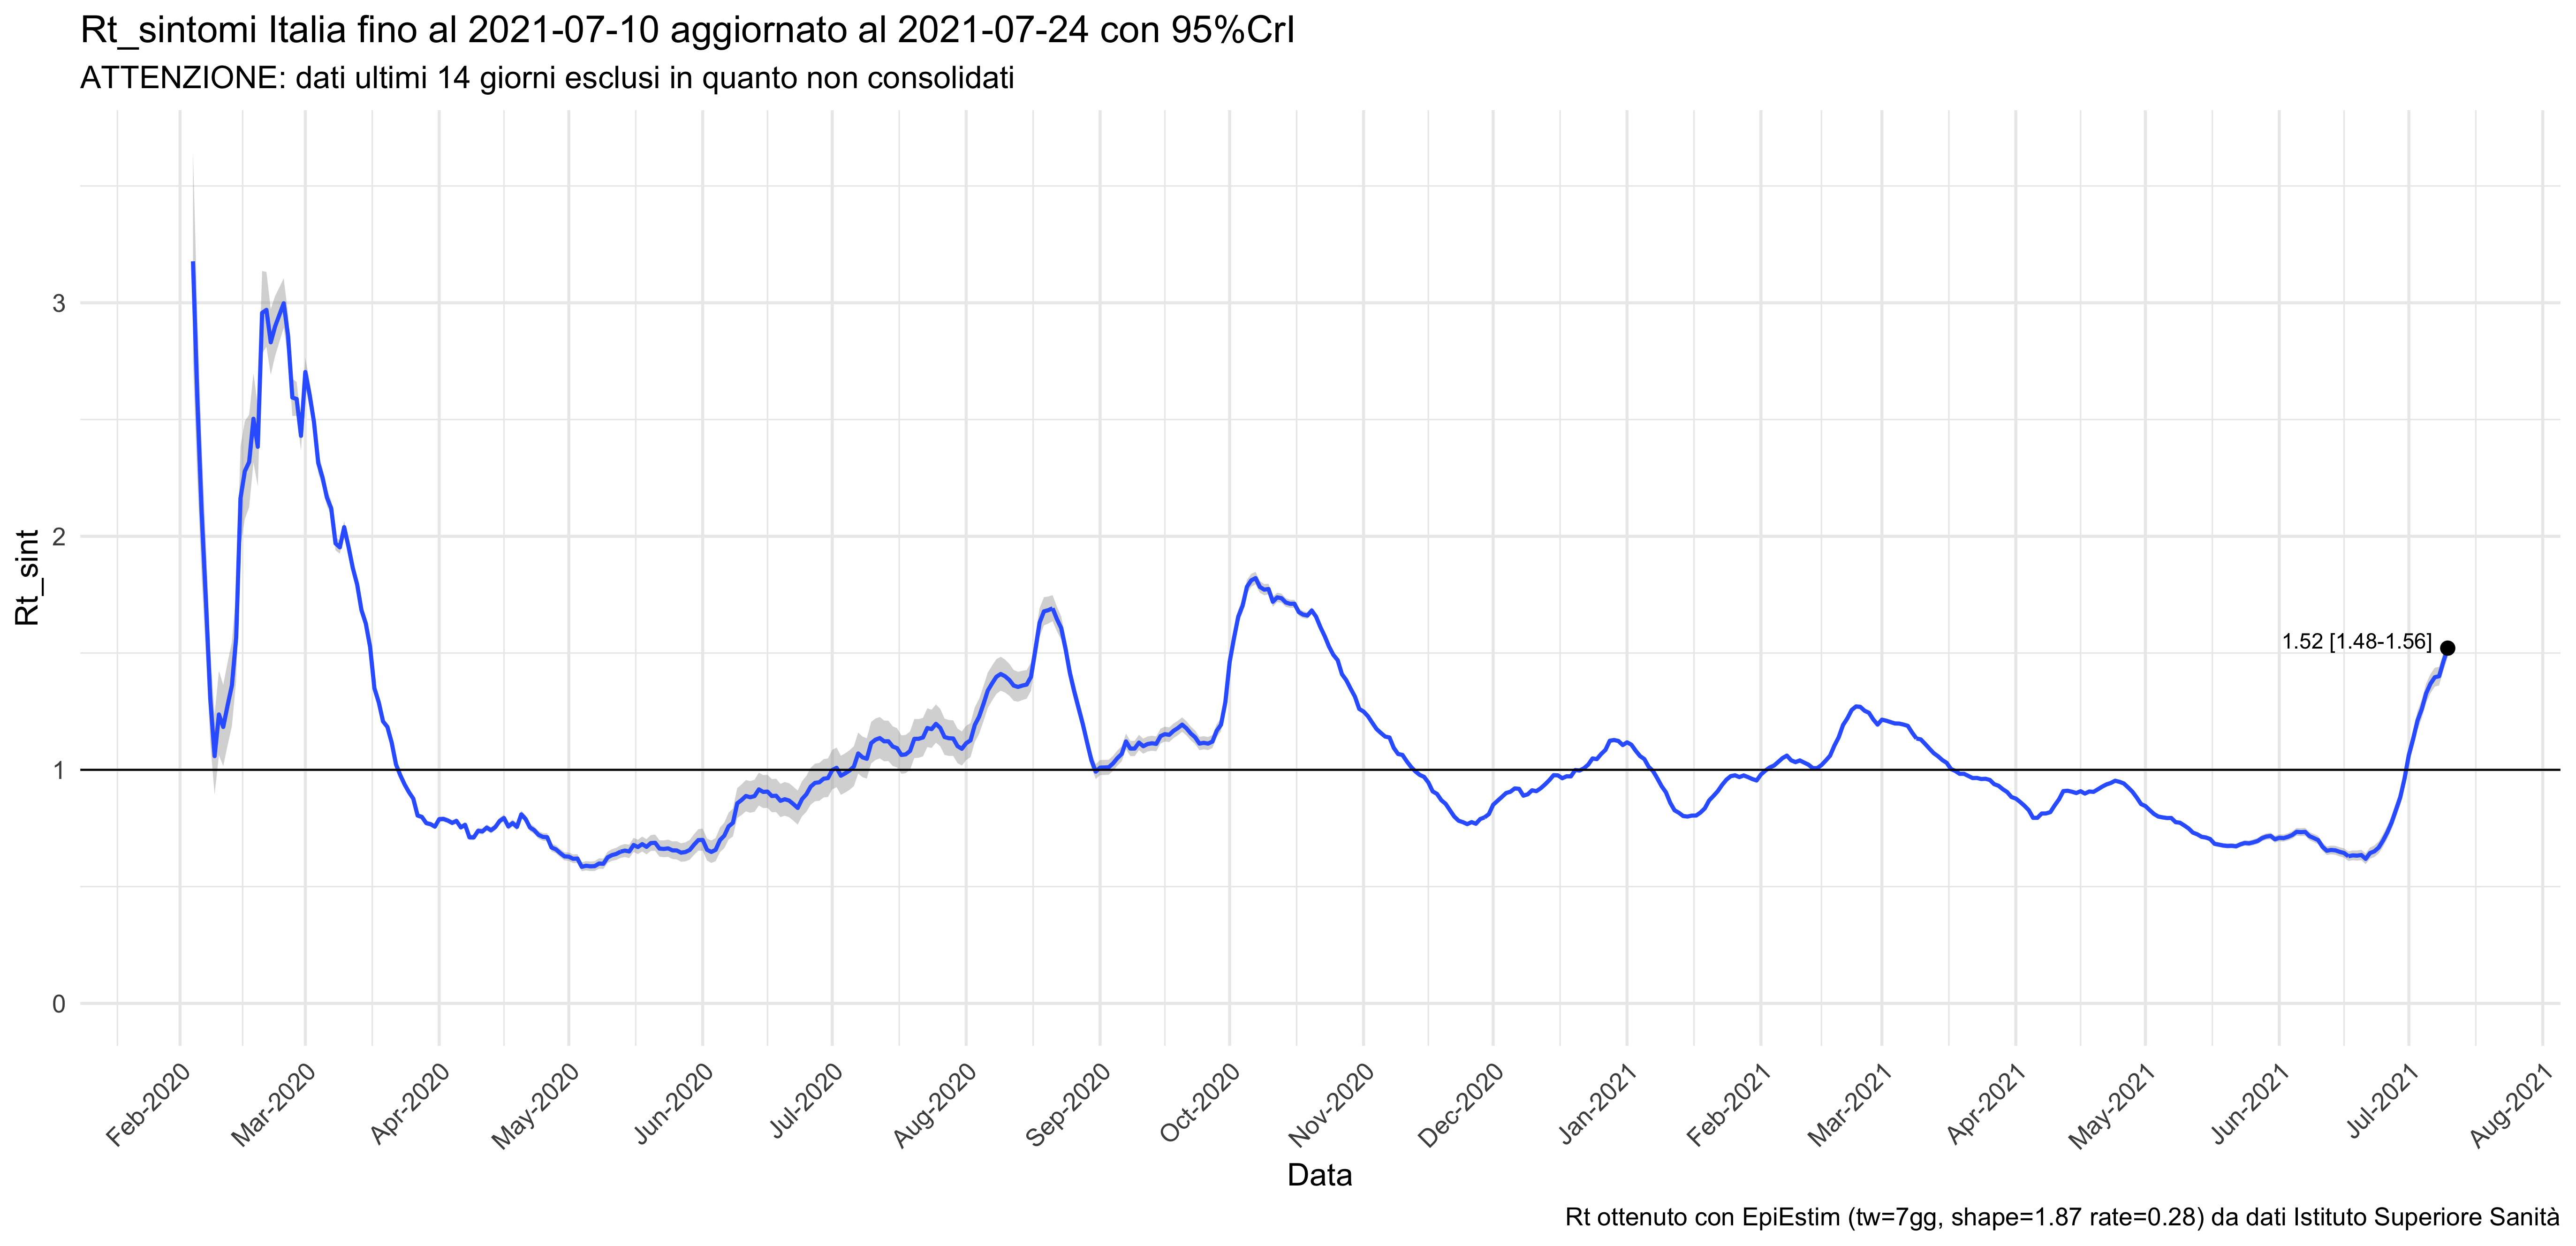 Rt_sintomi Italia fino al 2021-07-10 aggiornato al 2021-07-24 con 95%CrI
ATTENZIONE: dati ultimi 14 giorni esclusi in quanto non consolidati
3
2
1
0
Rt_sint
1.52 [1.48-1.56]
Feb-2020
Mar-2020
Apr-2020
May-2020
Jun-2020
Jul-2020
Aug-2020
Sep-2020
Oct-2020
Nov-2020
Dec-2020
Jan-2021
Feb-2021
Mar-2021
Apr-2021
May-2021
Jun-2021
Jul-2021
Aug-2021
Data
Rt ottenuto con EpiEstim (tw=7gg, shape=1.87 rate=0.28) da dati Istituto Superiore Sanità